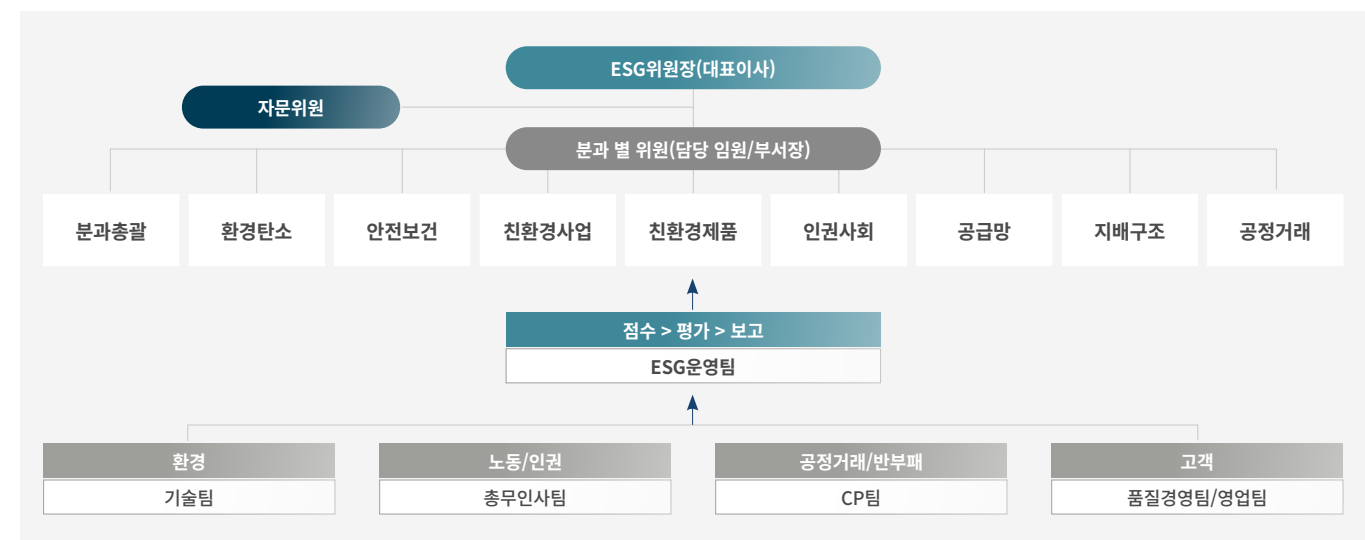 ESG위원장(대표이사)
자문위원
분과 별 위원(담당 임원/부서장)
분과총괄
환경탄소
안전보건
친환경사업
친환경제품
인권사회
공급망
지배구조
공정거래
점수 > 평가 > 보고
ESG운영팀
환경
노동/인권
공정거래/반부패
고객
기술팀
총무인사팀
CP팀
품질경영팀/영업팀